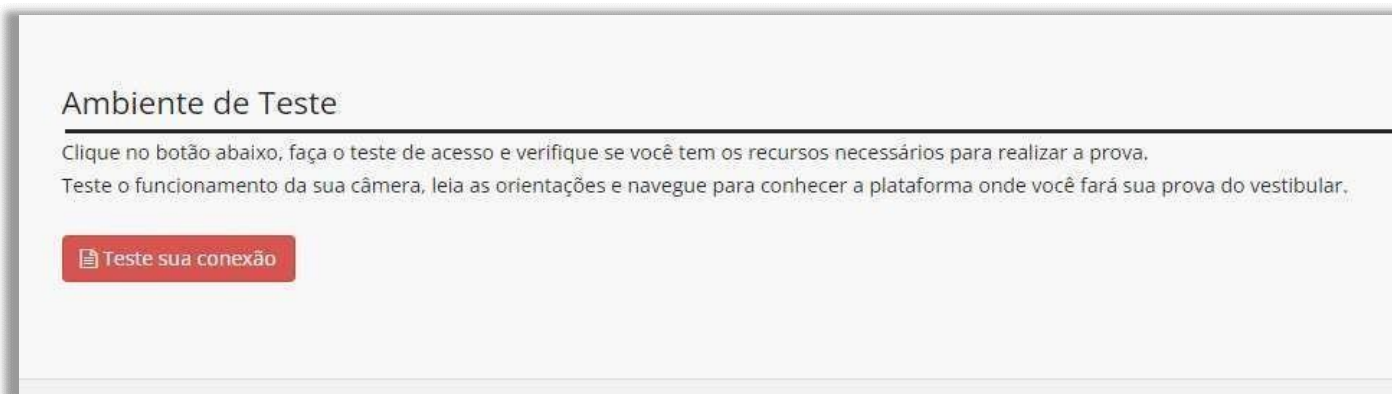 Ambiente de Teste
Clique no botão abaixo, faça o teste de acesso e verifique se você tem os recursos necessários para realizar a prova.
Teste o funcionamento da sua câmera, leia as orientações e navegue para conhecer a plataforma onde você fará sua prova do vestibular.
Teste sua conexão